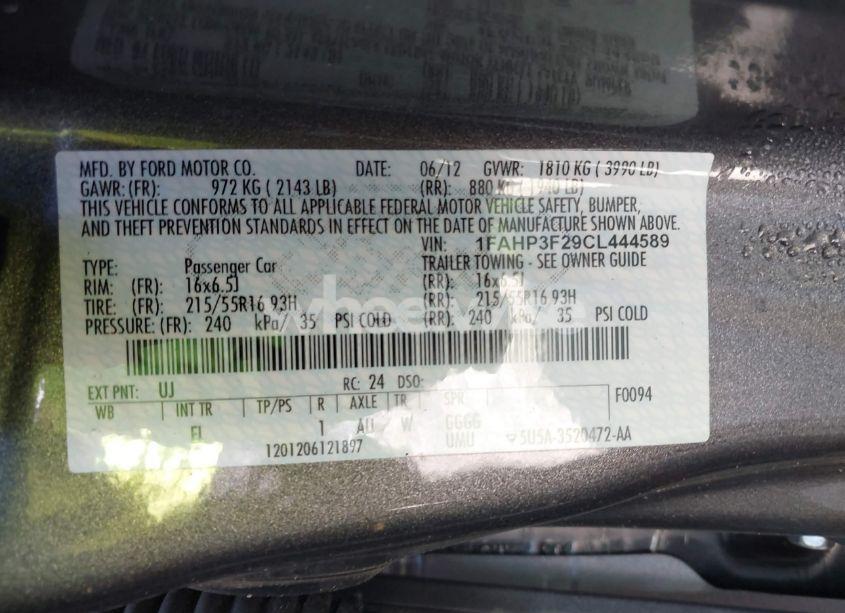 MFD. BY FORD MOTOR CO. DATE: 06/12 GVWR: 1810 KG ( 3990 LB)
GAWR: (FR): 972 KG ( 2143 LB) (RR): 880 KG ( 1940 LB)
THIS VEHICLE CONFORMS TO ALL APPLICABLE FEDERAL MOTOR VEHICLE SAFETY, BUMPER,
AND THEFT PREVENTION STANDARDS IN EFFECT ON THE DATE OF MANUFACTURE SHOWN ABOVE.
VIN: 1FAHP3F29CL444589
TYPE: Passenger Car TRAILER TOWING - SEE OWNER GUIDE
RIM: (FR): 16x6.5J (RR): 16x6.5J
TIRE: (FR): 215/55R16 93H (RR): 215/55R16 93H
PRESSURE: (FR): 240 kPa/ 35 PSI COLD (RR): 240 kPa/ 35 PSI COLD
EXT PNT: UJ RC: 24 DSO: F0094
WB INT TR TP/PS R AXLE TR SPR
1 W GGGG
1201206121897 UMU 5U5A-3520472-AA